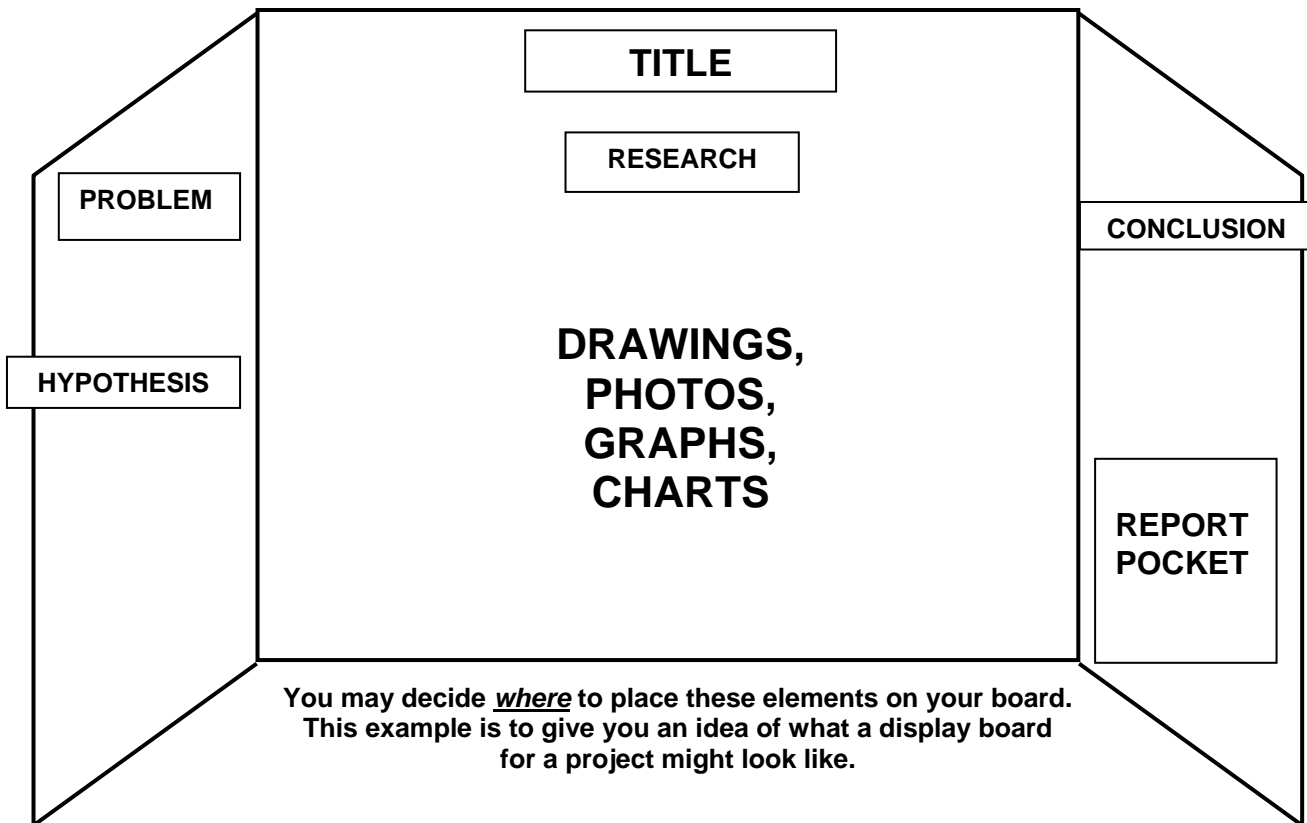 TITLE
RESEARCH
PROBLEM
HYPOTHESIS
DRAWINGS,
PHOTOS,
GRAPHS,
CHARTS
CONCLUSION
REPORT
POCKET
You may decide where to place these elements on your board.
This example is to give you an idea of what a display board
for a project might look like.